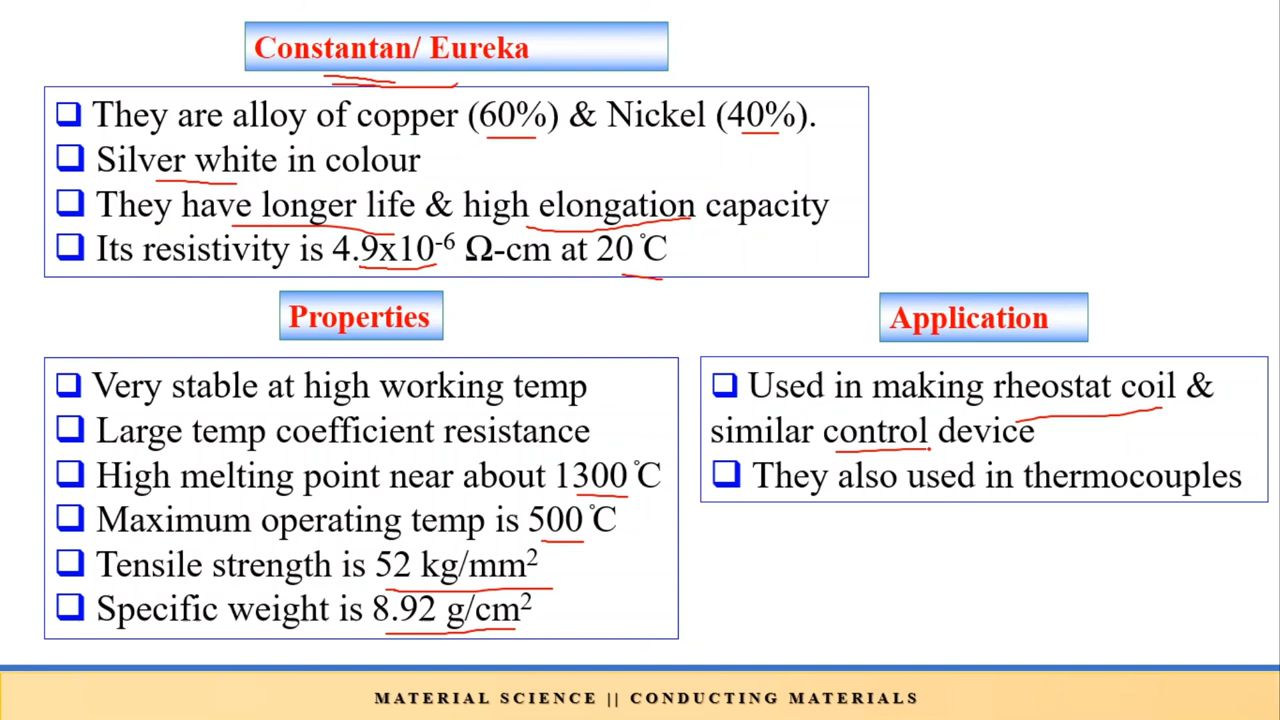 Constantan/ Eureka
❑ They are alloy of copper (60%) & Nickel (40%).
❑ Silver white in colour
❑ They have longer life & high elongation capacity
❑ Its resistivity is 4.9x10⁻⁶ Ω-cm at 20 ℃
Properties
❑ Very stable at high working temp
❑ Large temp coefficient resistance
❑ High melting point near about 1300 ℃
❑ Maximum operating temp is 500 ℃
❑ Tensile strength is 52 kg/mm²
❑ Specific weight is 8.92 g/cm²
Application
❑ Used in making rheostat coil &
similar control device
❑ They also used in thermocouples
MATERIAL SCIENCE || CONDUCTING MATERIALS